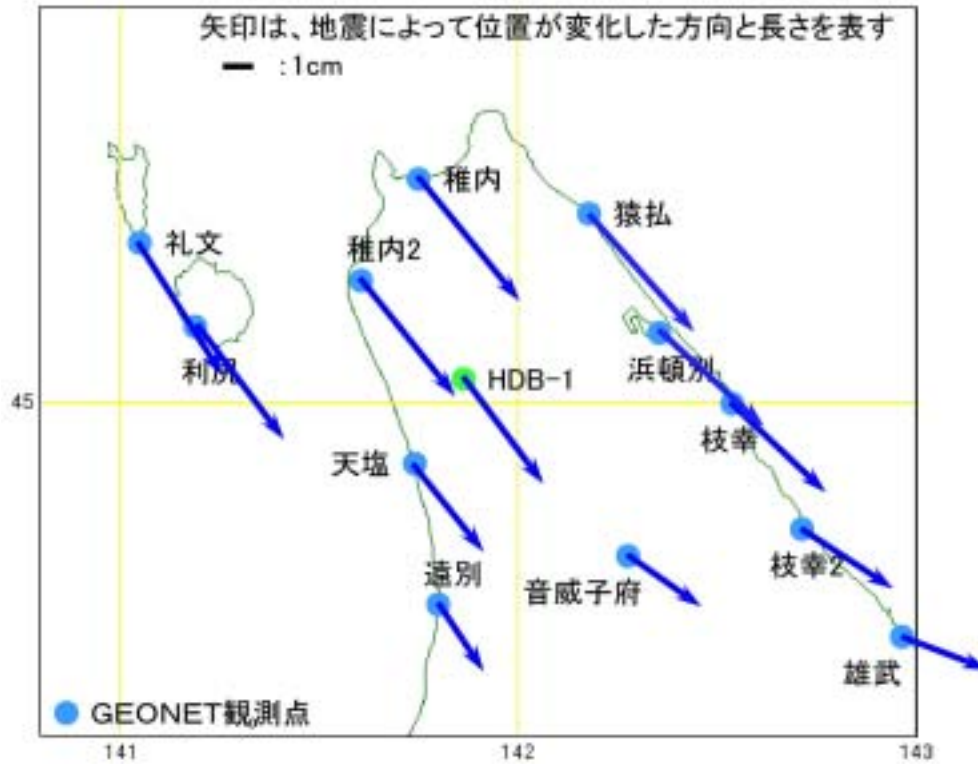 矢印は、地震によって位置が変化した方向と長さを表す
:1cm
稚内
猿払
礼文
稚内2
利尻
浜頓別
HDB-1
45
枝幸
天塩
枝幸2
遠別
音威子府
雄武
GEONET観測点
141
142
143